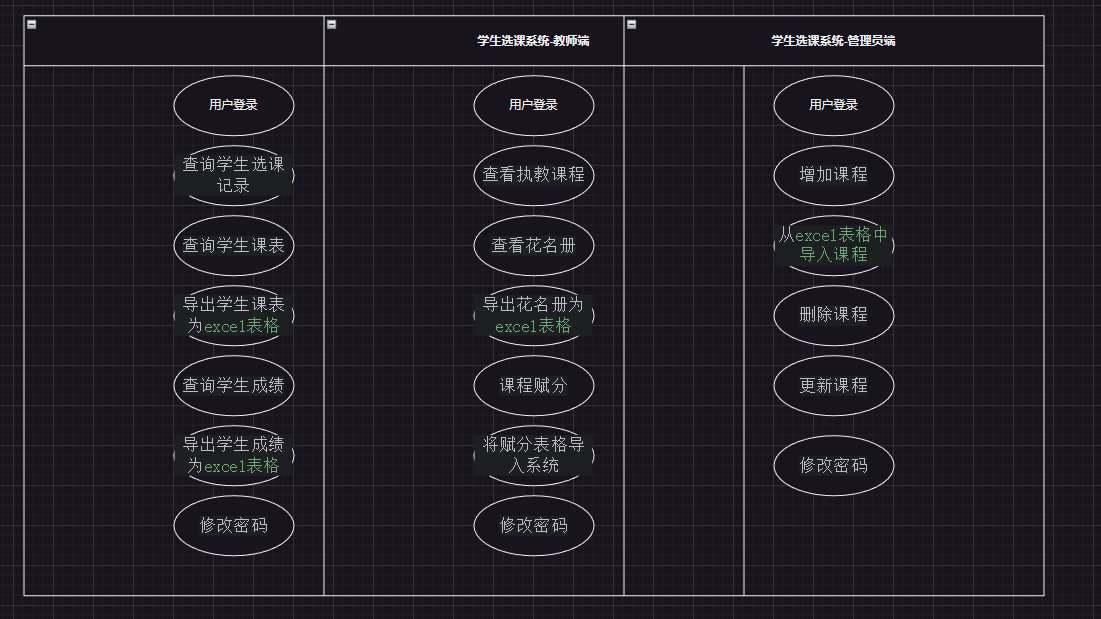 学生选课系统-教师端
学生选课系统-管理员端
用户登录
查询学生选课
记录
查询学生课表
导出学生课表
为excel表格
查询学生成绩
导出学生成绩
为excel表格
修改密码
用户登录
查看执教课程
查看花名册
导出花名册为
excel表格
课程赋分
将赋分表格导
入系统
修改密码
用户登录
增加课程
从excel表格中
导入课程
删除课程
更新课程
修改密码